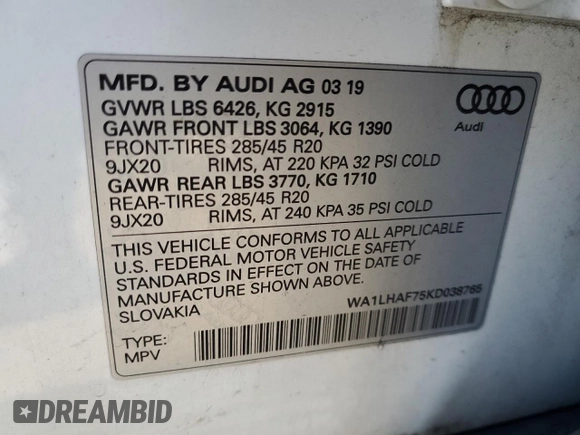 MFD. BY AUDI AG 03 19
GVWR LBS 6426, KG 2915
GAWR FRONT LBS 3064, KG 1390
FRONT-TIRES 285/45 R20
9JX20 RIMS, AT 220 KPA 32 PSI COLD
GAWR REAR LBS 3770, KG 1710
REAR-TIRES 285/45 R20
9JX20 RIMS, AT 240 KPA 35 PSI COLD
Audi
THIS VEHICLE CONFORMS TO ALL APPLICABLE
U.S. FEDERAL MOTOR VEHICLE SAFETY
STANDARDS IN EFFECT ON THE DATE OF
MANUFACTURE SHOWN ABOVE.
SLOVAKIA
WA1LHAF75KD038765
TYPE:
MPV
DREAMBID